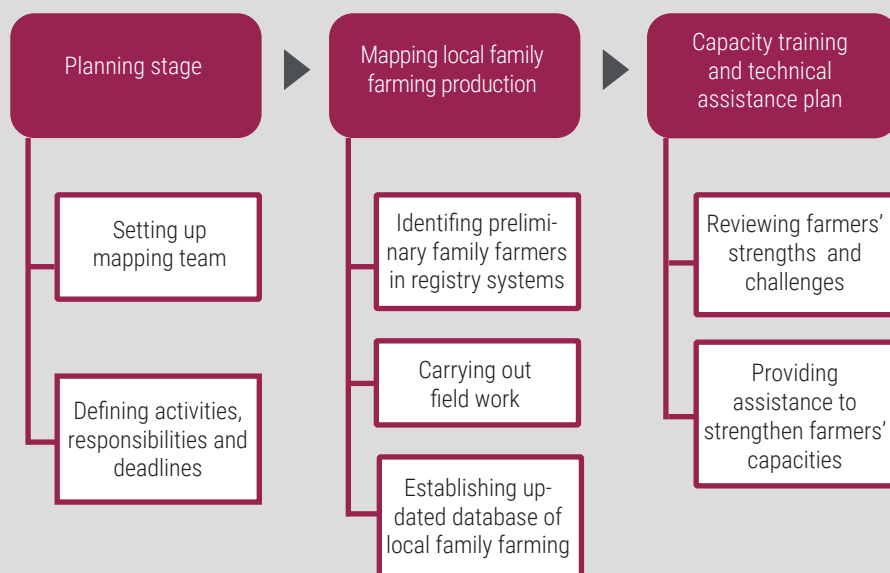 Planning stage
Setting up
mapping team
Defining activities,
responsibilities and
deadlines
Mapping local family
farming production
Identifing prelimi-
nary family farmers
in registry systems
Carrying out
field work
Establishing up-
dated database of
local family farming
Capacity training
and technical
assistance plan
Reviewing farmers’
strengths and
challenges
Providing
assistance to
strengthen farmers’
capacities